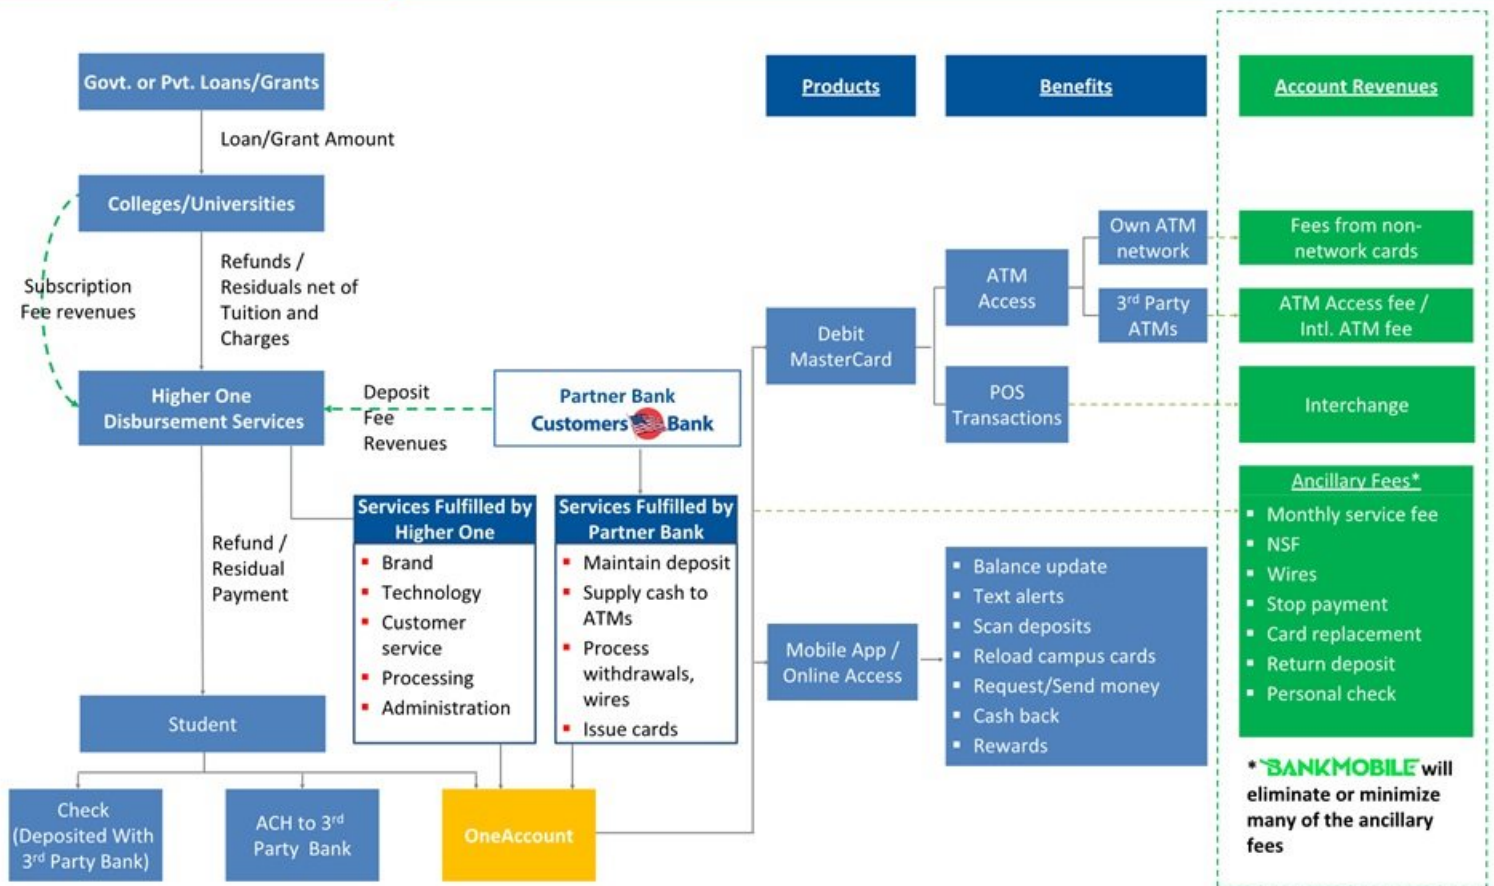 Govt. or Pvt. Loans/Grants
Loan/Grant Amount
Colleges/Universities
Subscription
Fee revenues
Refunds /
Residuals net of
Tuition and
Charges
Higher One
Disbursement Services
Deposit
Fee
Revenues
Partner Bank
Customers Bank
Services Fulfilled by
Higher One
Brand
Technology
Customer
service
Processing
Administration
Services Fulfilled by
Partner Bank
Maintain deposit
Supply cash to
ATMs
Process
withdrawals,
wires
Issue cards
Refund /
Residual
Payment
Student
Check
(Deposited With
3rd Party Bank)
ACH to 3rd
Party Bank
OneAccount
Products
Benefits
Account Revenues
Debit
MasterCard
ATM
Access
Own ATM
network
3rd Party
ATMs
POS
Transactions
Fees from non-
network cards
ATM Access fee /
Intl. ATM fee
Interchange
Mobile App /
Online Access
Balance update
Text alerts
Scan deposits
Reload campus cards
Request/Send money
Cash back
Rewards
Ancillary Fees*
Monthly service fee
NSF
Wires
Stop payment
Card replacement
Return deposit
Personal check
* BANKMOBILE will
eliminate or minimize
many of the ancillary
fees